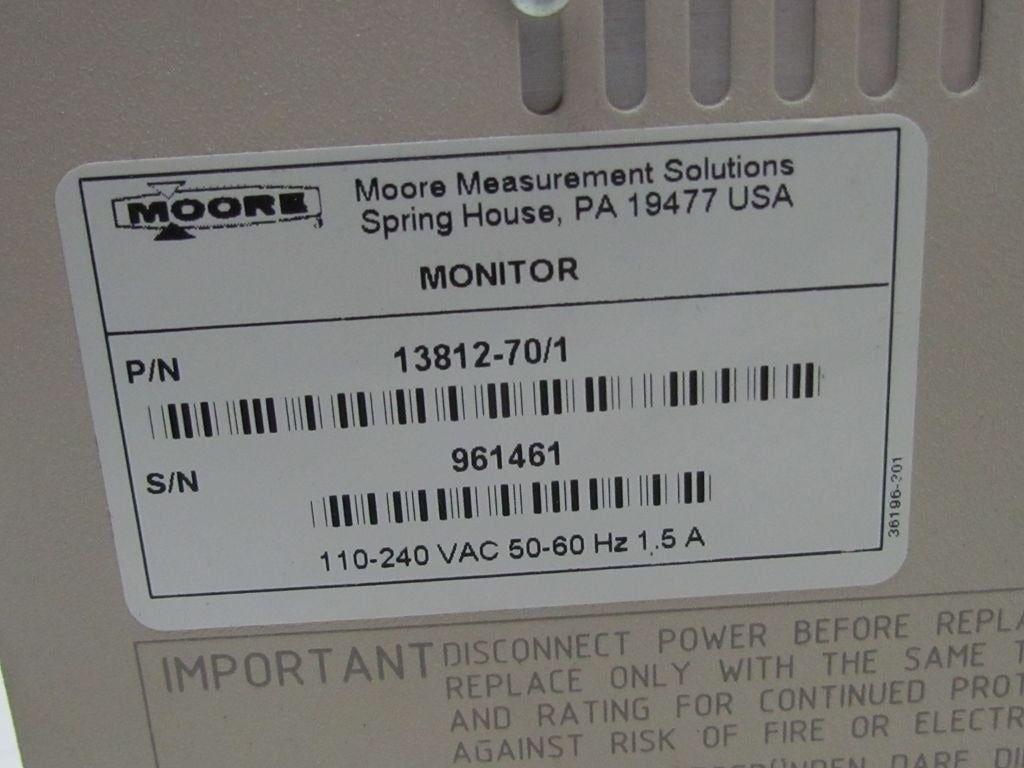 MOORE
Moore Measurement Solutions
Spring House, PA 19477 USA
MONITOR
P/N 13812-70/1
S/N 961461
110-240 VAC 50-60 Hz 1.5 A
36196-201
IMPORTANT
DISCONNECT POWER BEFORE
REPLACE ONLY WITH THE SAME
AND RATING FOR CONTINUED
AGAINST RISK OF FIRE OR